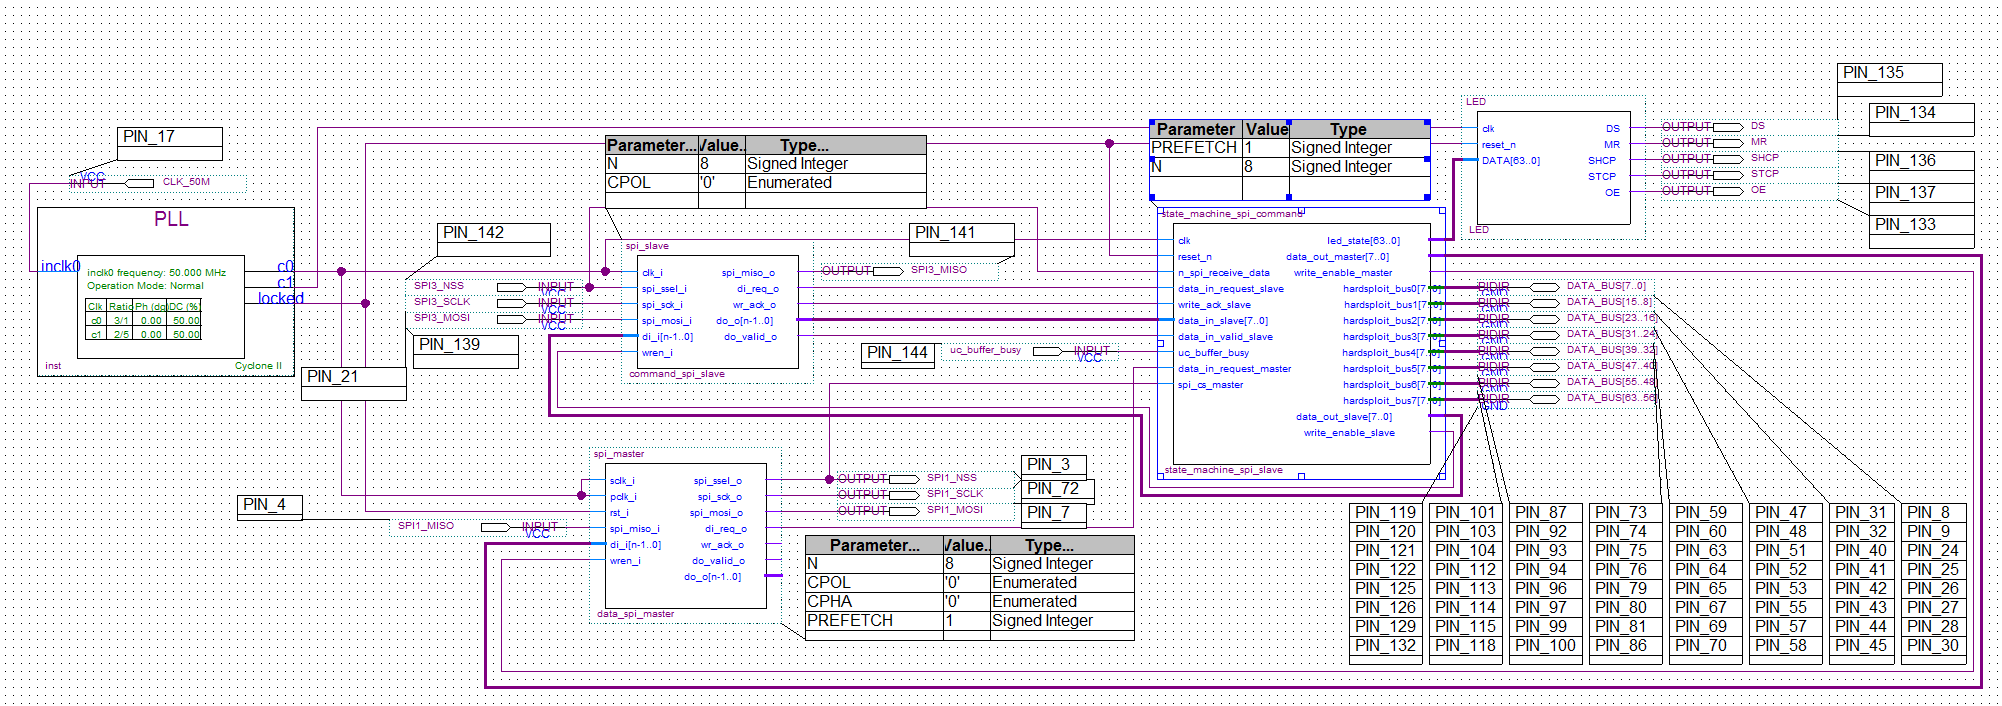 PIN_17
VCC
INPUT
CLK_50M
PLL
inclk0
c0
c1
locked
inclk0 frequency: 50.000 MHz
Operation Mode: Normal
Clk Ratio Ph (dg) DC (%)
c0 3/1 0.00 50.00
c1 2/5 0.00 50.00
inst
Cyclone II
PIN_142
SPI3_NSS INPUT
VCC
SPI3_SCLK INPUT
VCC
SPI3_MOSI INPUT
VCC
PIN_139
PIN_21
Parameter... Value... Type...
N 8 Signed Integer
CPOL '0' Enumerated
spi_slave
clk_i
spi_ssel_i
spi_sck_i
spi_mosi_i
di_i[n-1..0]
wren_i
spi_miso_o
di_req_o
wr_ack_o
do_o[n-1..0]
do_valid_o
command_spi_slave
PIN_141
OUTPUT SPI3_MISO
PIN_144
uc_buffer_busy INPUT
VCC
Parameter Value Type
PREFETCH 1 Signed Integer
N 8 Signed Integer
state_machine_spi_command
clk
reset_n
n_spi_receive_data
data_in_request_slave
write_ack_slave
data_in_slave[7..0]
data_in_valid_slave
uc_buffer_busy
data_in_request_master
spi_cs_master
led_state[63..0]
data_out_master[7..0]
write_enable_master
hardsploit_bus0[7..0]
hardsploit_bus1[7..0]
hardsploit_bus2[7..0]
hardsploit_bus3[7..0]
hardsploit_bus4[7..0]
hardsploit_bus5[7..0]
hardsploit_bus6[7..0]
hardsploit_bus7[7..0]
data_out_slave[7..0]
write_enable_slave
state_machine_spi_slave
LED
clk
reset_n
DATA[63..0]
DS
MR
SHCP
STCP
OE
LED
OUTPUT DS
OUTPUT MR
OUTPUT SHCP
OUTPUT STCP
OUTPUT OE
PIN_135
PIN_134
PIN_136
PIN_137
PIN_133
BIDIR DATA_BUS[7..0]
BIDIR DATA_BUS[15..8]
BIDIR DATA_BUS[23..16]
BIDIR DATA_BUS[31..24]
BIDIR DATA_BUS[39..32]
BIDIR DATA_BUS[47..40]
BIDIR DATA_BUS[55..48]
BIDIR DATA_BUS[63..56]
GND
PIN_4
SPI1_MISO INPUT
VCC
spi_master
sclk_i
pclk_i
rst_i
spi_miso_i
di_i[n-1..0]
wren_i
spi_ssel_o
spi_sck_o
spi_mosi_o
di_req_o
wr_ack_o
do_valid_o
do_o[n-1..0]
data_spi_master
OUTPUT SPI1_NSS
OUTPUT SPI1_SCLK
OUTPUT SPI1_MOSI
PIN_3
PIN_72
PIN_7
Parameter... Value... Type...
N 8 Signed Integer
CPOL '0' Enumerated
CPHA '0' Enumerated
PREFETCH 1 Signed Integer
PIN_119 PIN_101 PIN_87 PIN_73 PIN_59 PIN_47 PIN_31 PIN_8
PIN_120 PIN_103 PIN_92 PIN_74 PIN_60 PIN_48 PIN_32 PIN_9
PIN_121 PIN_104 PIN_93 PIN_75 PIN_63 PIN_51 PIN_40 PIN_24
PIN_122 PIN_112 PIN_94 PIN_76 PIN_64 PIN_52 PIN_41 PIN_25
PIN_125 PIN_113 PIN_96 PIN_79 PIN_65 PIN_53 PIN_42 PIN_26
PIN_126 PIN_114 PIN_97 PIN_80 PIN_67 PIN_55 PIN_43 PIN_27
PIN_129 PIN_115 PIN_99 PIN_81 PIN_69 PIN_57 PIN_44 PIN_28
PIN_132 PIN_118 PIN_100 PIN_86 PIN_70 PIN_58 PIN_45 PIN_30